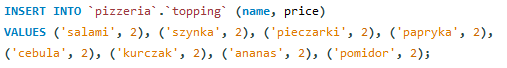 INSERT INTO `pizzeria`.`topping` (name, price)
VALUES ('salami', 2), ('szynka', 2), ('pieczarki', 2), ('papryka', 2),
('cebula', 2), ('kurczak', 2), ('ananas', 2), ('pomidor', 2);